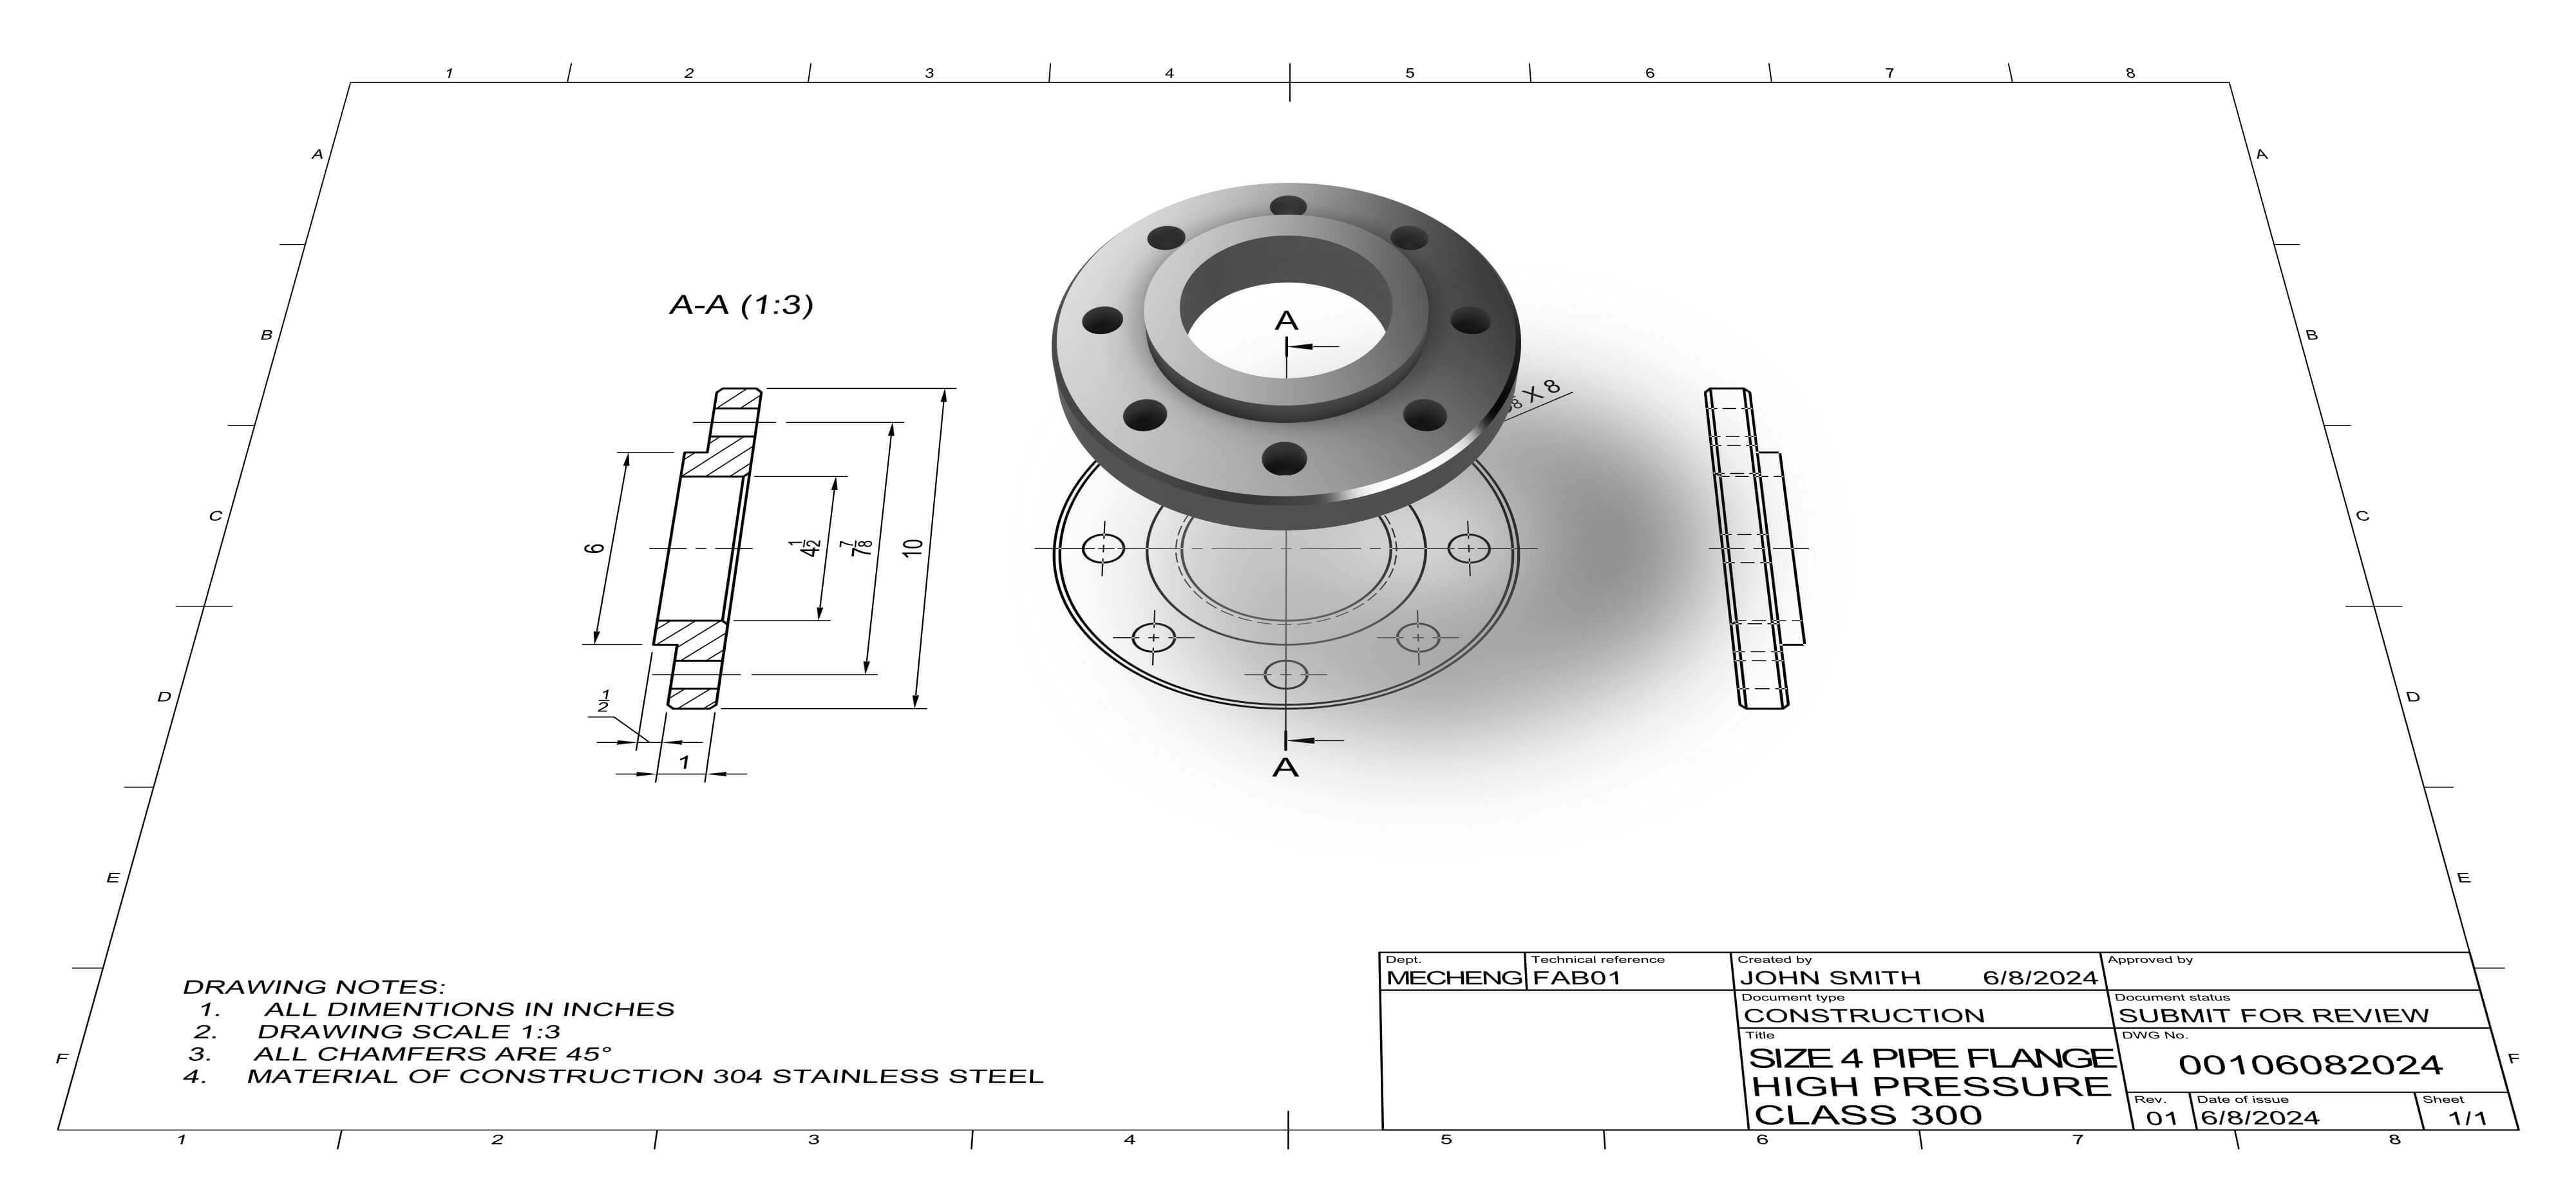 1 2 3 4 5 6 7 8
A A
A-A (1:3)
A
B B
X 8
C C
6
4 1/2
7 7/8
10
D D
1/2
1
A
E E
DRAWING NOTES:
1. ALL DIMENTIONS IN INCHES
2. DRAWING SCALE 1:3
3. ALL CHAMFERS ARE 45°
4. MATERIAL OF CONSTRUCTION 304 STAINLESS STEEL
Dept. Technical reference Created by Approved by
MECHENG FAB01 JOHN SMITH 6/8/2024
Document type Document status
CONSTRUCTION SUBMIT FOR REVIEW
Title DWG No.
SIZE 4 PIPE FLANGE
HIGH PRESSURE
CLASS 300
00106082024
Rev. Date of issue Sheet
01 6/8/2024 1/1
F F
1 2 3 4 5 6 7 8